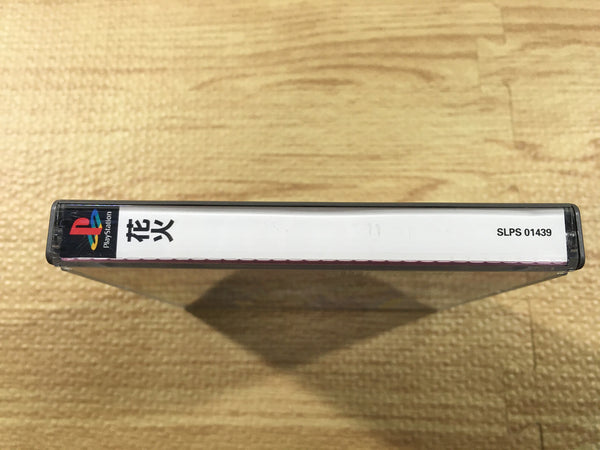 PlayStation
花火
SLPS 01439